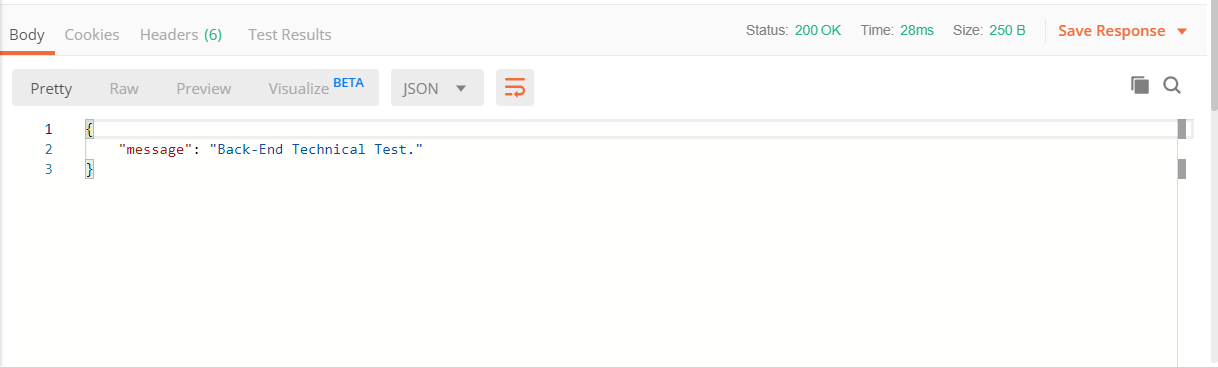 Body Cookies Headers (6) Test Results Status: 200 OK Time: 28ms Size: 250 B Save Response
Pretty Raw Preview Visualize BETA JSON
1 {
2 "message": "Back-End Technical Test."
3 }